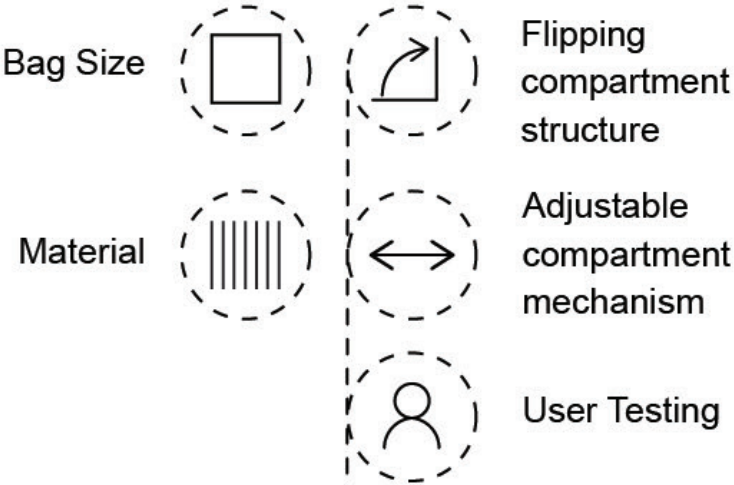 Bag Size
Flipping
compartment
structure
Material
Adjustable
compartment
mechanism
User Testing